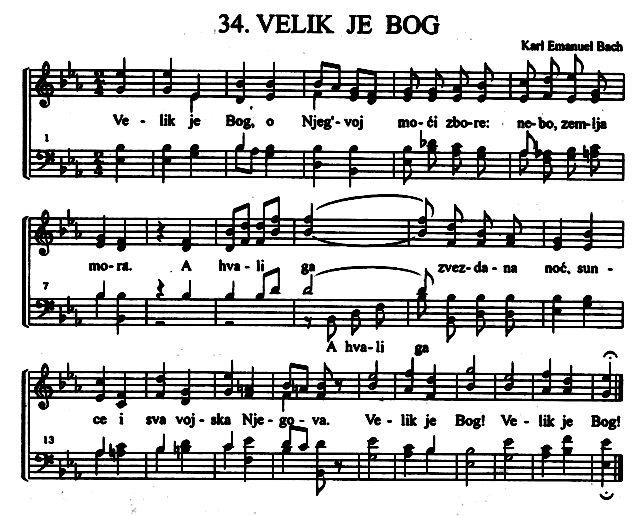 34. VELIK JE BOG
Karl Emanuel Bach
Ve - lik je Bog, o Njeg'- voj mo - ći zbore: ne - bo, zem - lja
1
mo - ra. A hva - li ga zvez - da - na noć, sun -
7
A hva - li ga
ce i sva voj - ska Nje - go - va. Ve - lik je Bog! Ve - lik je Bog!
13